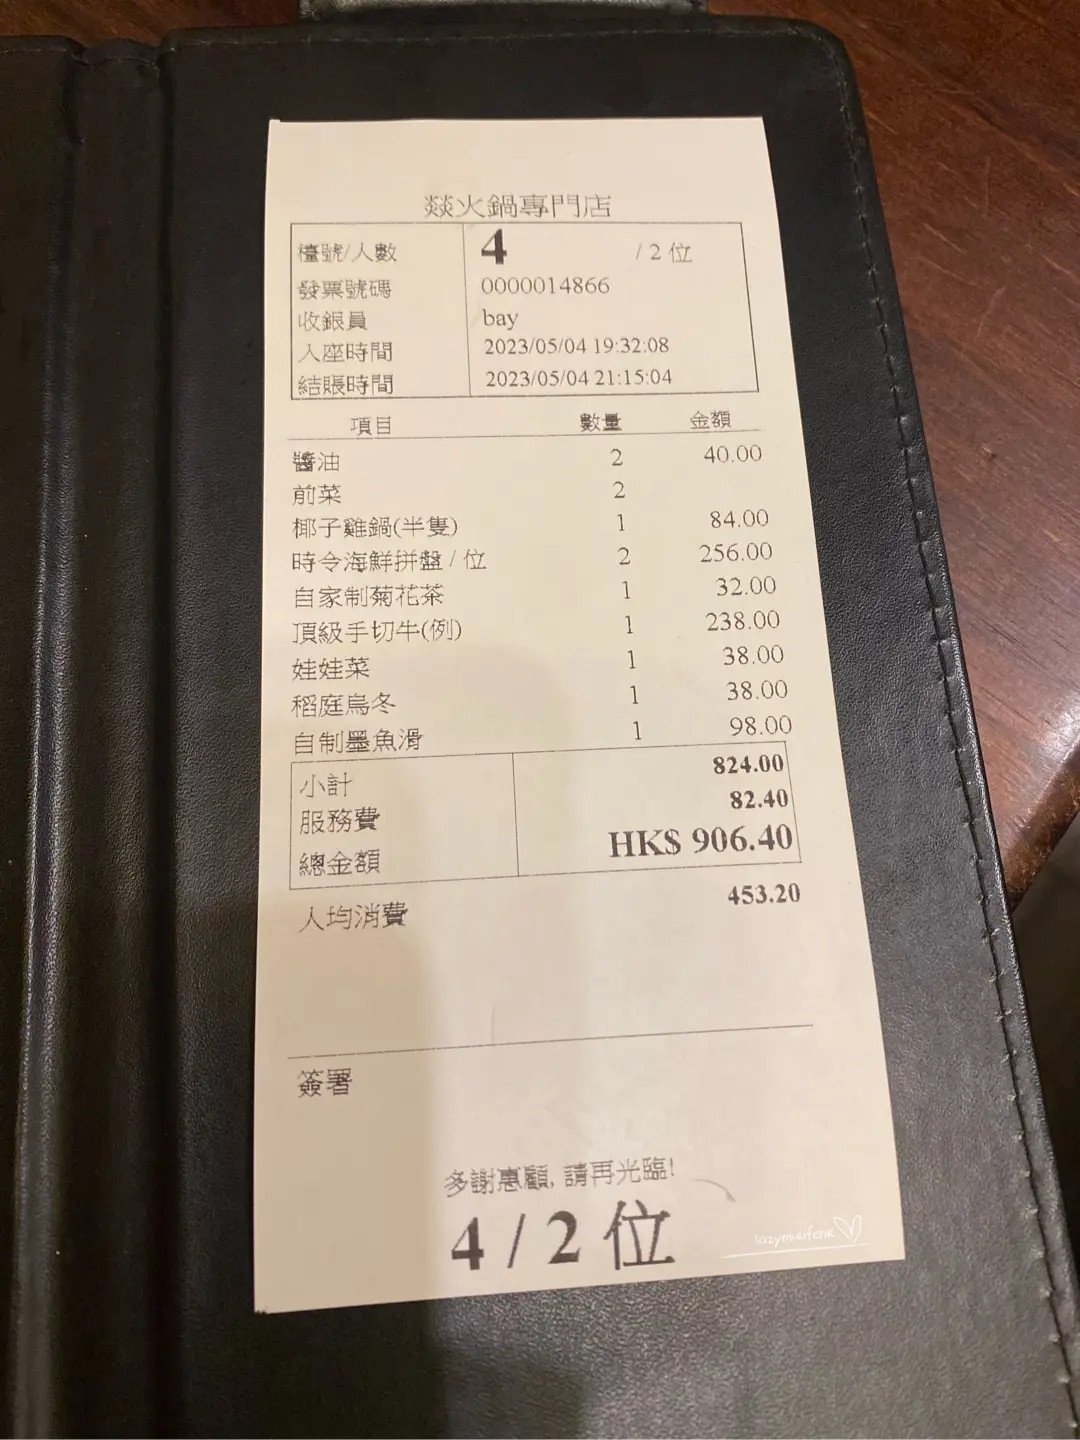 燚火鍋專門店
檯號/人數 4 / 2 位
發票號碼 0000014866
收銀員 bay
入座時間 2023/05/04 19:32:08
結賬時間 2023/05/04 21:15:04
項目 數量 金額
醬油 2 40.00
前菜 2
椰子雞鍋(半隻) 1 84.00
時令海鮮拼盤 / 位 2 256.00
自家制菊花茶 1 32.00
頂級手切牛(例) 1 238.00
娃娃菜 1 38.00
稻庭烏冬 1 38.00
自制墨魚滑 1 98.00
小計 824.00
服務費 82.40
總金額 HK$ 906.40
人均消費 453.20
簽署
多謝惠顧, 請再光臨!
4 / 2 位